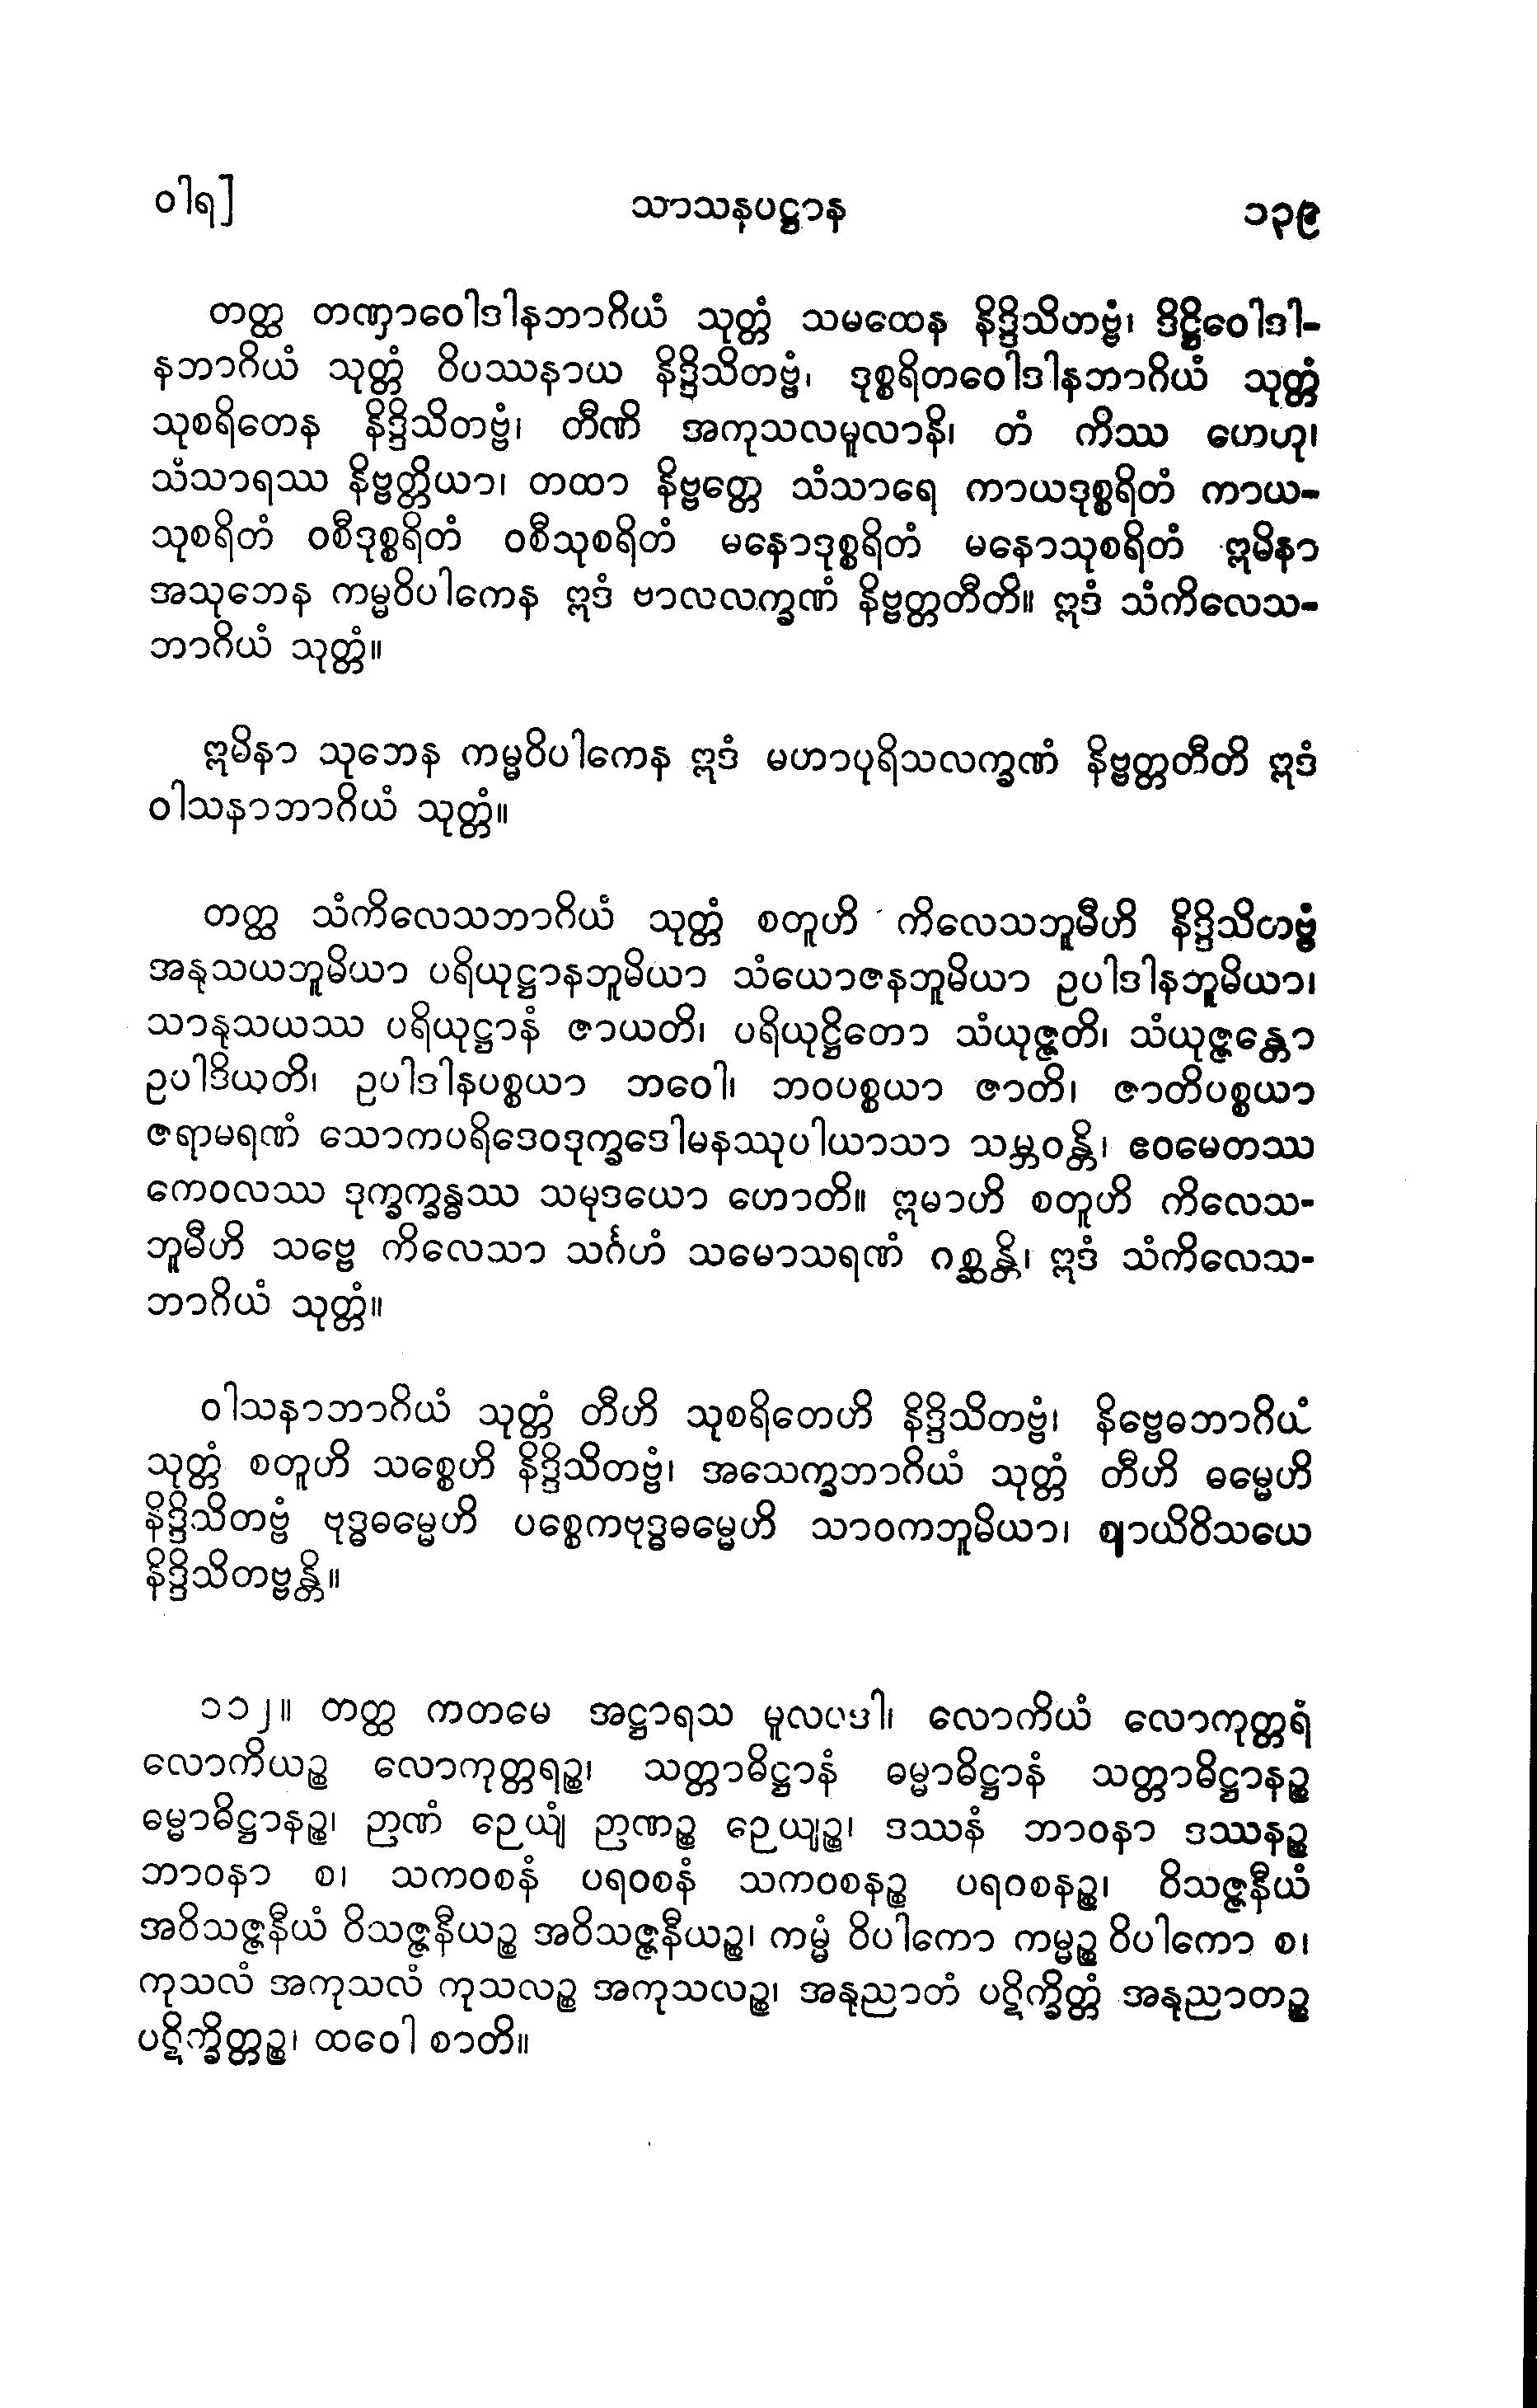 ဝါရ]
သာသနပဋ္ဌာန
၁၃၉
တတ္ထ တဏှာဝေါဒါနဘာဂိယံ သုတ္တံ သမထေန နိဒ္ဒိသိတဗ္ဗံ၊ ဒိဋ္ဌိဝေါဒါ-
နဘာဂိယံ သုတ္တံ ဝိပဿနာယ နိဒ္ဒိသိတဗ္ဗံ၊ ဒုစ္စရိတဝေါဒါနဘာဂိယံ သုတ္တံ
သုစရိတေန နိဒ္ဒိသိတဗ္ဗံ၊ တီဏိ အကုသလမူလာနိ၊ တံ ကိဿ ဟေတု၊
သံသာရဿ နိဗ္ဗတ္တိယာ၊ တထာ နိဗ္ဗတ္တေ သံသာရေ ကာယဒုစ္စရိတံ ကာယ-
သုစရိတံ ဝစီဒုစ္စရိတံ ဝစီသုစရိတံ မနောဒုစ္စရိတံ မနောသုစရိတံ ဣမိနာ
အသုဘေန ကမ္မဝိပါကေန ဣဒံ ဗာလလက္ခဏံ နိဗ္ဗတ္တတီတိ။ ဣဒံ သံကိလေသ-
ဘာဂိယံ သုတ္တံ။
ဣမိနာ သုဘေန ကမ္မဝိပါကေန ဣဒံ မဟာပုရိသလက္ခဏံ နိဗ္ဗတ္တတီတိ ဣဒံ
ဝါသနာဘာဂိယံ သုတ္တံ။
တတ္ထ သံကိလေသဘာဂိယံ သုတ္တံ စတူဟိ ကိလေသဘူမီဟိ နိဒ္ဒိသိတဗ္ဗံ
အနုသယဘူမိယာ ပရိယုဋ္ဌာနဘူမိယာ သံယောဇနဘူမိယာ ဥပါဒါနဘူမိယာ၊
သာနုသယဿ ပရိယုဋ္ဌာနံ ဇာယတိ၊ ပရိယုဋ္ဌိတော သံယုဇ္ဇတိ၊ သံယုဇ္ဇန္တော
ဥပါဒိယတိ၊ ဥပါဒါနပစ္စယာ ဘဝေါ၊ ဘဝပစ္စယာ ဇာတိ၊ ဇာတိပစ္စယာ
ဇရာမရဏံ သောကပရိဒေဝဒုက္ခဒေါမနဿုပါယာသာ သမ္ဘဝန္တိ၊ ဧဝမေတဿ
ကေဝလဿ ဒုက္ခက္ခန္ဓဿ သမုဒယော ဟောတိ။ ဣမာဟိ စတူဟိ ကိလေသ-
ဘူမီဟိ သဗ္ဗေ ကိလေသာ သင်္ဂဟံ သမောသရဏံ ဂစ္ဆန္တိ၊ ဣဒံ သံကိလေသ-
ဘာဂိယံ သုတ္တံ။
ဝါသနာဘာဂိယံ သုတ္တံ တီဟိ သုစရိတေဟိ နိဒ္ဒိသိတဗ္ဗံ၊ နိဗ္ဗေဓဘာဂိယံ
သုတ္တံ စတူဟိ သစ္စေဟိ နိဒ္ဒိသိတဗ္ဗံ၊ အသေက္ခဘာဂိယံ သုတ္တံ တီဟိ ဓမ္မေဟိ
နိဒ္ဒိသိတဗ္ဗံ ဗုဒ္ဓဓမ္မေဟိ ပစ္စေကဗုဒ္ဓဓမ္မေဟိ သာဝကဘူမိယာ၊ ဈာယိဝိသယေ
နိဒ္ဒိသိတဗ္ဗန္တိ။
၁၁၂။ တတ္ထ ကတမေ အဋ္ဌာရသ မူလပဒါ၊ လောကိယံ လောကုတ္တရံ
လောကိယဉ္စ လောကုတ္တရဉ္စ၊ သတ္တာဓိဋ္ဌာနံ ဓမ္မာဓိဋ္ဌာနံ သတ္တာဓိဋ္ဌာနဉ္စ
ဓမ္မာဓိဋ္ဌာနဉ္စ၊ ဉာဏံ ဉေယျံ ဉာဏဉ္စ ဉေယျဉ္စ၊ ဒဿနံ ဘာဝနာ ဒဿနဉ္စ
ဘာဝနာ စ၊ သကဝစနံ ပရဝစနံ သကဝစနဉ္စ ပရဝစနဉ္စ၊ ဝိသဇ္ဇနီယံ
အဝိသဇ္ဇနီယံ ဝိသဇ္ဇနီယဉ္စ အဝိသဇ္ဇနီယဉ္စ၊ ကမ္မံ ဝိပါကော ကမ္မဉ္စ ဝိပါကော စ၊
ကုသလံ အကုသလံ ကုသလဉ္စ အကုသလဉ္စ၊ အနုညာတံ ပဋိက္ခိတ္တံ အနုညာတဉ္စ
ပဋိက္ခိတ္တဉ္စ၊ ထဝေါ စာတိ။